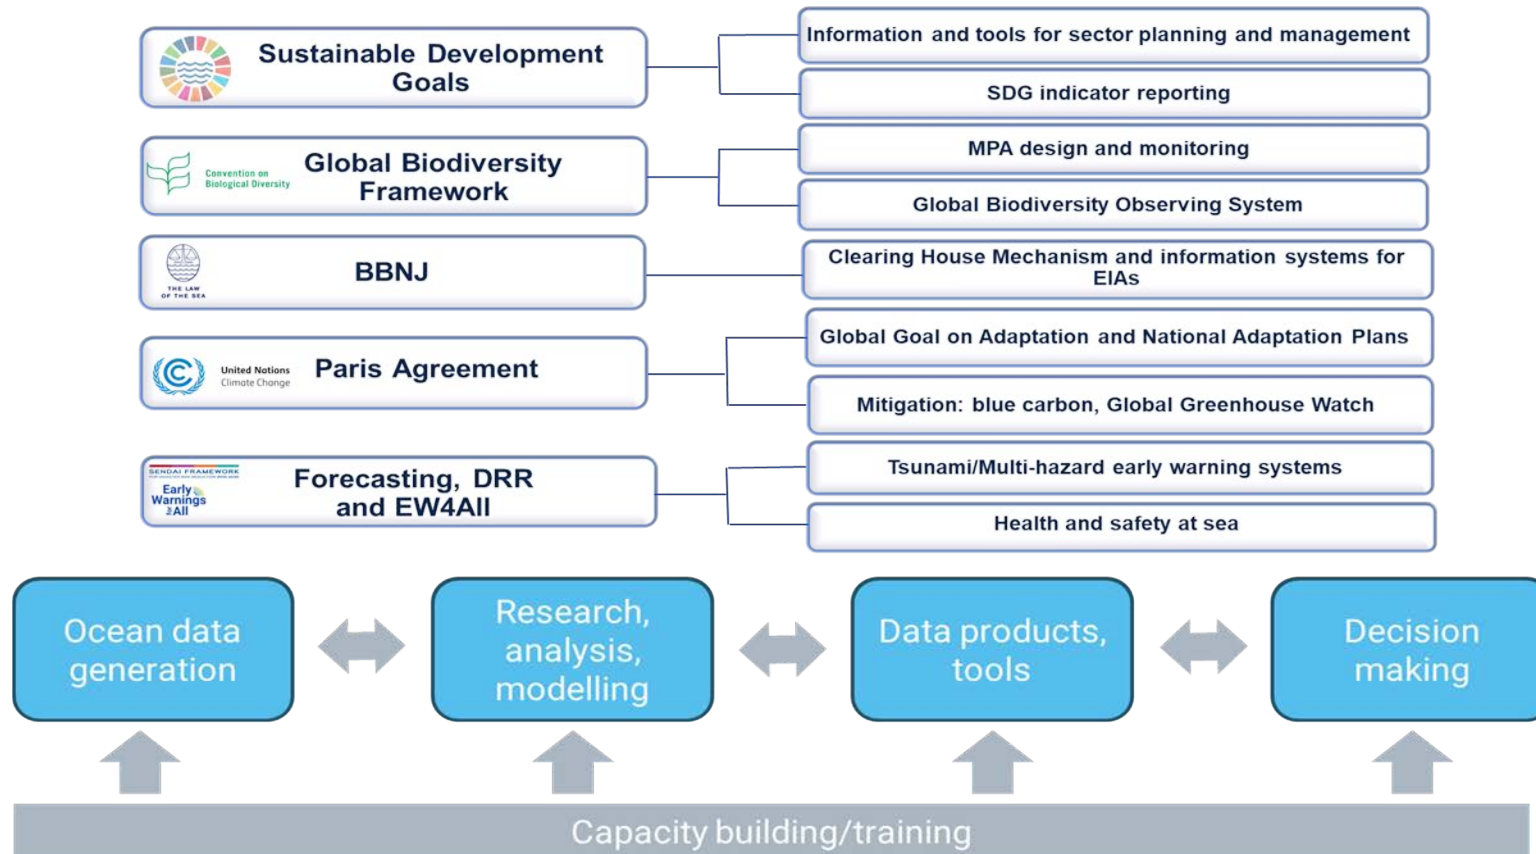 Sustainable Development
Goals
Information and tools for sector planning and management
SDG indicator reporting
Convention on
Biological Diversity
Global Biodiversity
Framework
MPA design and monitoring
Global Biodiversity Observing System
THE LAW
OF THE SEA
BBNJ
Clearing House Mechanism and information systems for
EIAs
United Nations
Climate Change
Paris Agreement
Global Goal on Adaptation and National Adaptation Plans
Mitigation: blue carbon, Global Greenhouse Watch
SENDAI FRAMEWORK
Early
Warnings
for All
Forecasting, DRR
and EW4All
Tsunami/Multi-hazard early warning systems
Health and safety at sea
Ocean data
generation
Research,
analysis,
modelling
Data products,
tools
Decision
making
Capacity building/training